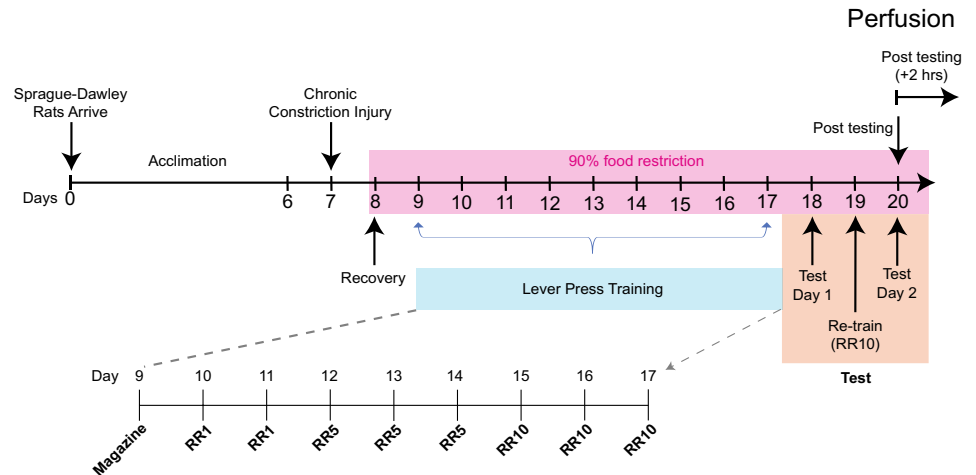 Perfusion
Post testing
(+2 hrs)
Sprague-Dawley
Rats Arrive
Chronic
Constriction Injury
Post testing
Acclimation
90% food restriction
Days 0 6 7 8 9 10 11 12 13 14 15 16 17 18 19 20
Recovery
Lever Press Training
Test
Day 1
Test
Day 2
Re-train
(RR10)
Test
Day 9 10 11 12 13 14 15 16 17
Magazine RR1 RR1 RR5 RR5 RR5 RR10 RR10 RR10